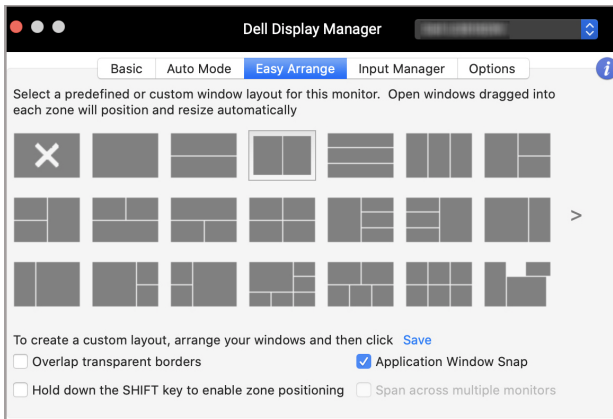 Dell Display Manager
Basic
Auto Mode
Easy Arrange
Input Manager
Options
i
Select a predefined or custom window layout for this monitor. Open windows dragged into
each zone will position and resize automatically
>
To create a custom layout, arrange your windows and then click Save
Overlap transparent borders
Application Window Snap
Hold down the SHIFT key to enable zone positioning
Span across multiple monitors